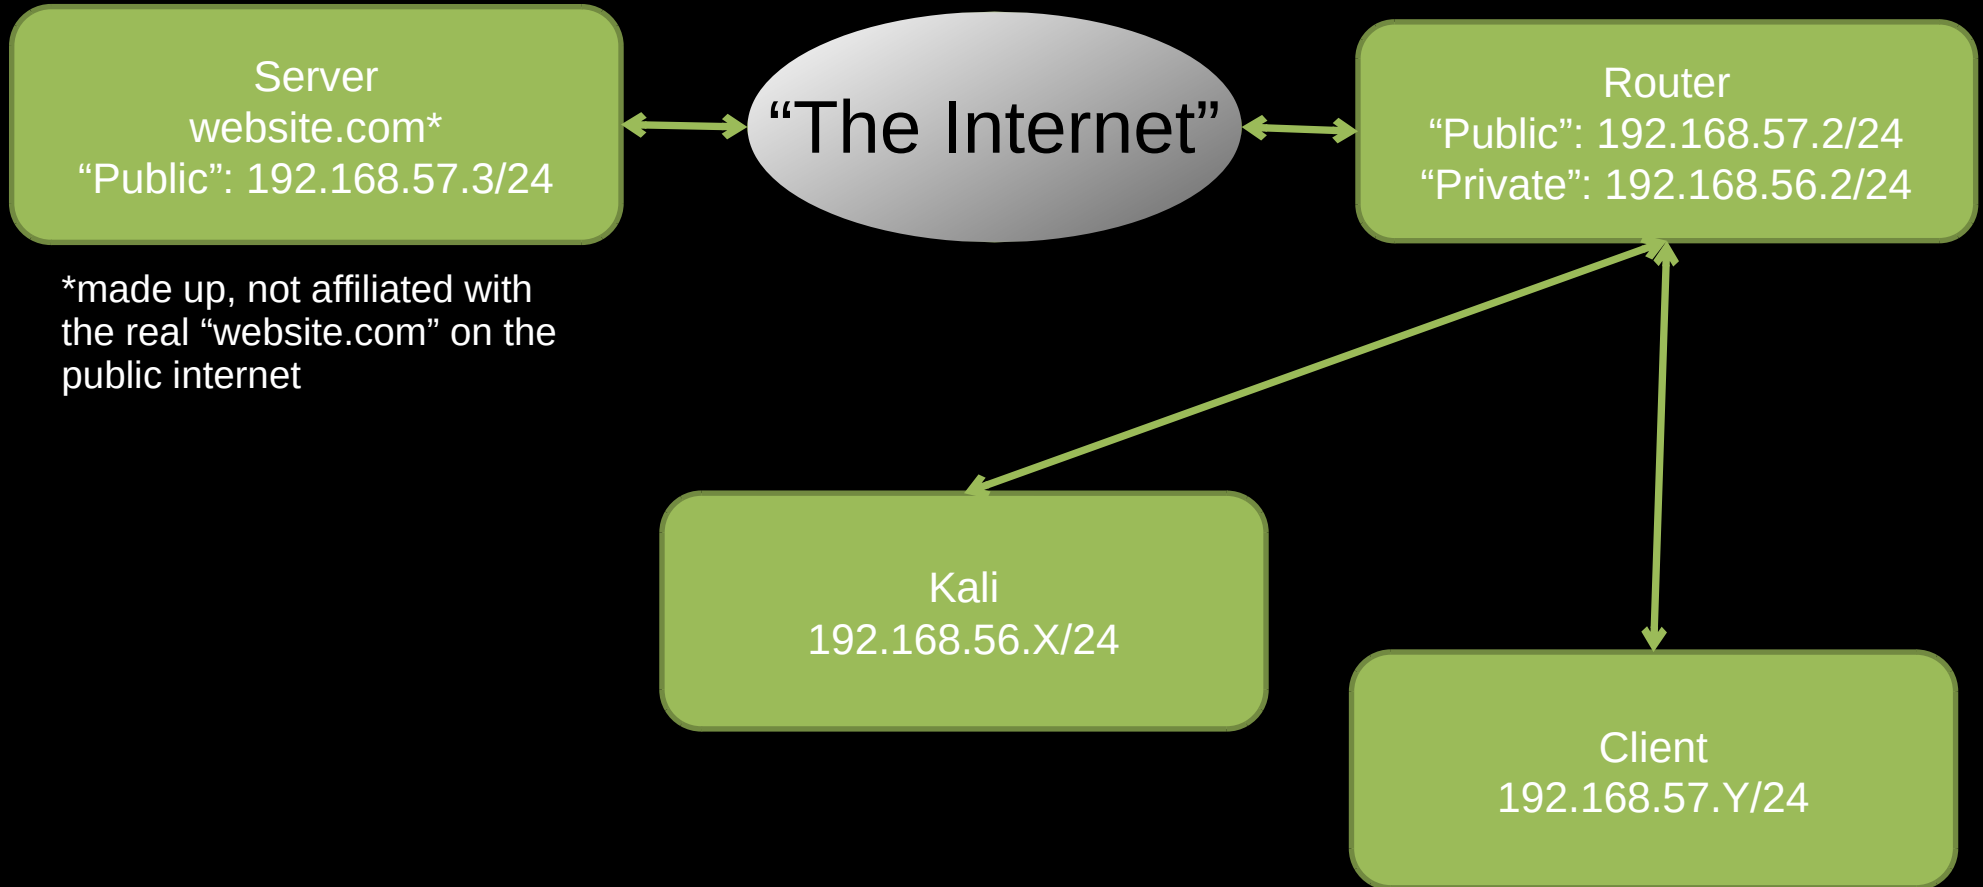 Server
website.com*
“Public”: 192.168.57.3/24
“The Internet”
Router
“Public”: 192.168.57.2/24
“Private”: 192.168.56.2/24
*made up, not affiliated with
the real “website.com” on the
public internet
Kali
192.168.56.X/24
Client
192.168.57.Y/24